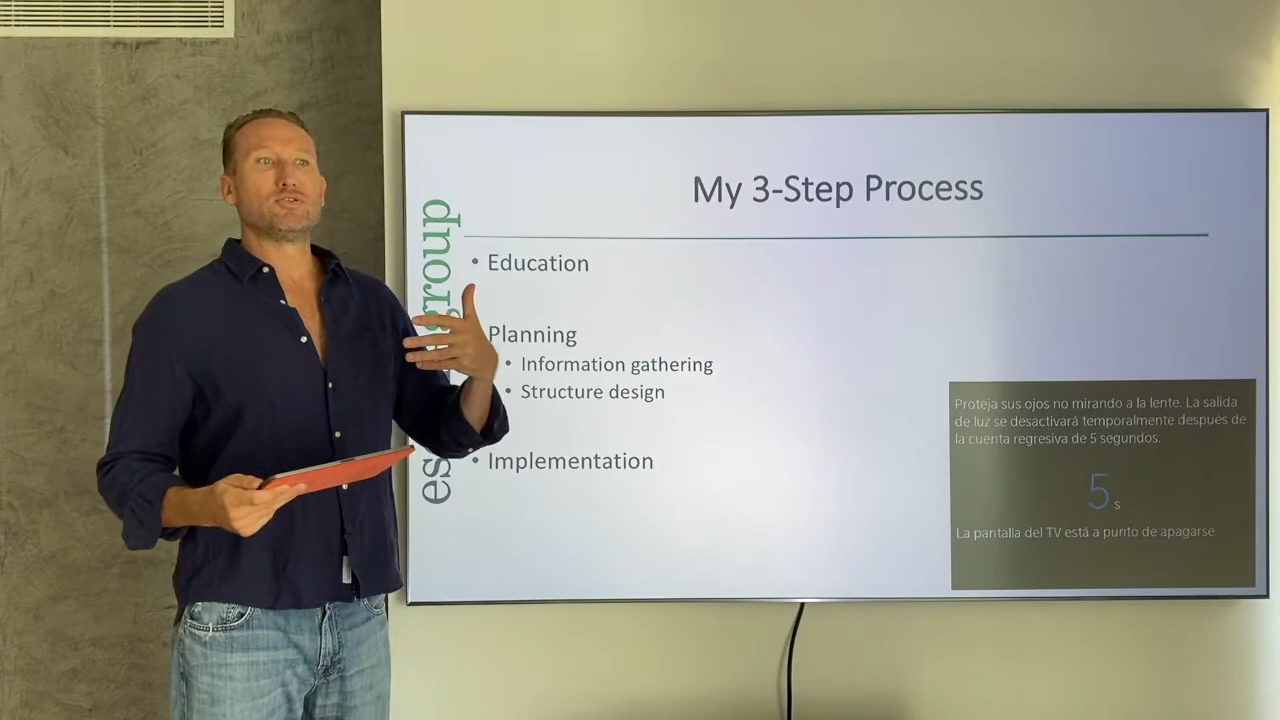 My 3-Step Process
• Education
Planning
• Information gathering
• Structure design
• Implementation
group
Proteja sus ojos no mirando a la lente. La salida
de luz se desactivará temporalmente después de
la cuenta regresiva de 5 segundos.
5 s
La pantalla del TV está a punto de apagarse